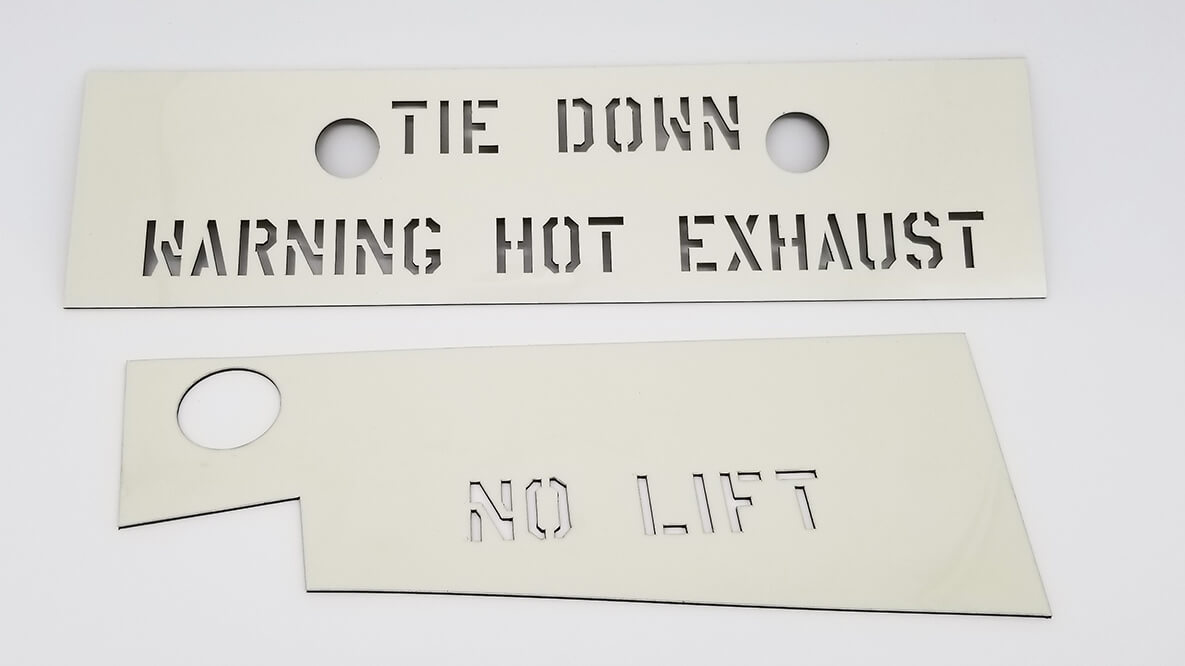 TIE DOWN
WARNING HOT EXHAUST
NO LIFT